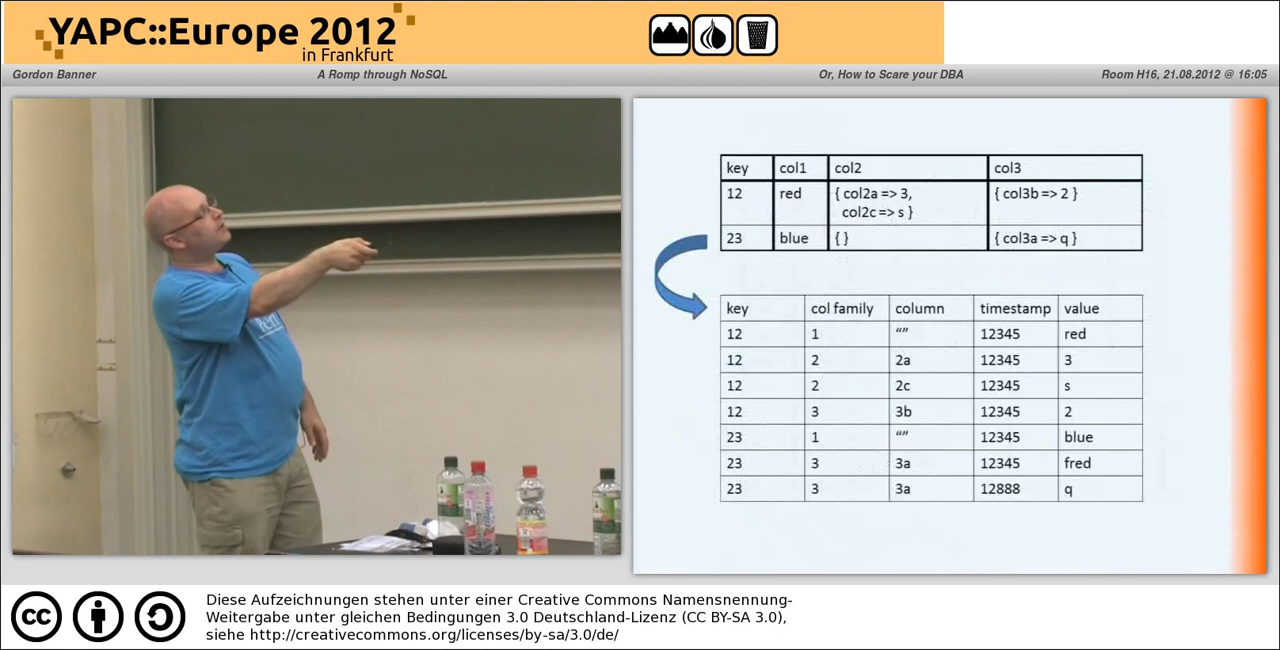 YAPC::Europe 2012
in Frankfurt
Gordon Banner A Romp through NoSQL Or, How to Scare your DBA Room H16, 21.08.2012 @ 16:05
key col1 col2 col3
12 red { col2a => 3, { col3b => 2 }
col2c => s }
23 blue { } { col3a => q }
key col family column timestamp value
12 1 “” 12345 red
12 2 2a 12345 3
12 2 2c 12345 s
12 3 3b 12345 2
23 1 “” 12345 blue
23 3 3a 12345 fred
23 3 3a 12888 q
cc
Diese Aufzeichnungen stehen unter einer Creative Commons Namensnennung-
Weitergabe unter gleichen Bedingungen 3.0 Deutschland-Lizenz (CC BY-SA 3.0),
siehe http://creativecommons.org/licenses/by-sa/3.0/de/